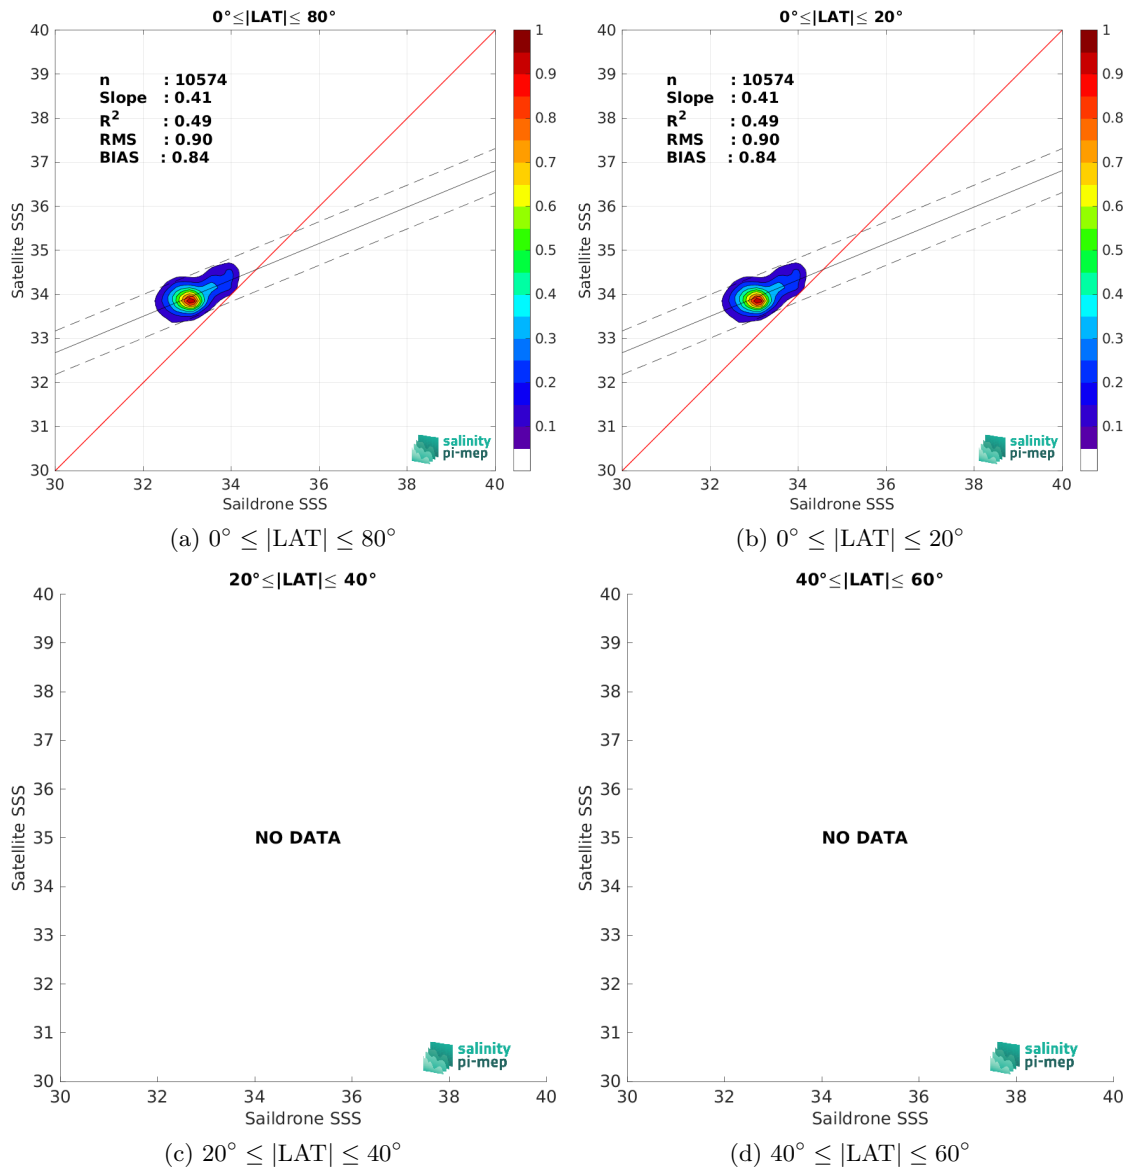 0°≤|LAT|≤ 80°
40
39
38
37
36
35
34
33
32
31
30
n : 10574
Slope : 0.41
R² : 0.49
RMS : 0.90
BIAS : 0.84
1
0.9
0.8
0.7
0.6
0.5
0.4
0.3
0.2
0.1
Satellite SSS
salinity
pi-mep
30 32 34 36 38 40
Saildrone SSS
(a) 0° ≤ |LAT| ≤ 80°
0°≤|LAT|≤ 20°
40
39
38
37
36
35
34
33
32
31
30
n : 10574
Slope : 0.41
R² : 0.49
RMS : 0.90
BIAS : 0.84
1
0.9
0.8
0.7
0.6
0.5
0.4
0.3
0.2
0.1
Satellite SSS
salinity
pi-mep
30 32 34 36 38 40
Saildrone SSS
(b) 0° ≤ |LAT| ≤ 20°
20°≤|LAT|≤ 40°
40
39
38
37
36
35
34
33
32
31
30
Satellite SSS
NO DATA
salinity
pi-mep
30 32 34 36 38 40
Saildrone SSS
(c) 20° ≤ |LAT| ≤ 40°
40°≤|LAT|≤ 60°
40
39
38
37
36
35
34
33
32
31
30
Satellite SSS
NO DATA
salinity
pi-mep
30 32 34 36 38 40
Saildrone SSS
(d) 40° ≤ |LAT| ≤ 60°